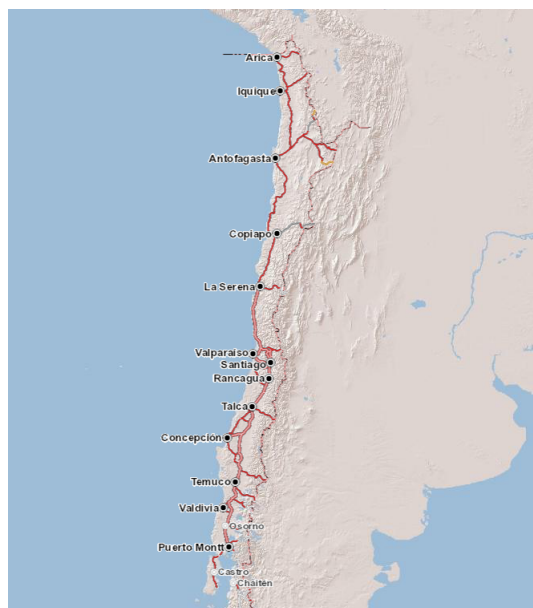 Arica
Iquique
Antofagasta
Copiapo
La Serena
Valparaiso
Santiago
Rancagua
Talca
Concepción
Temuco
Valdivia
Osorno
Puerto Montt
Castro
Chaitén